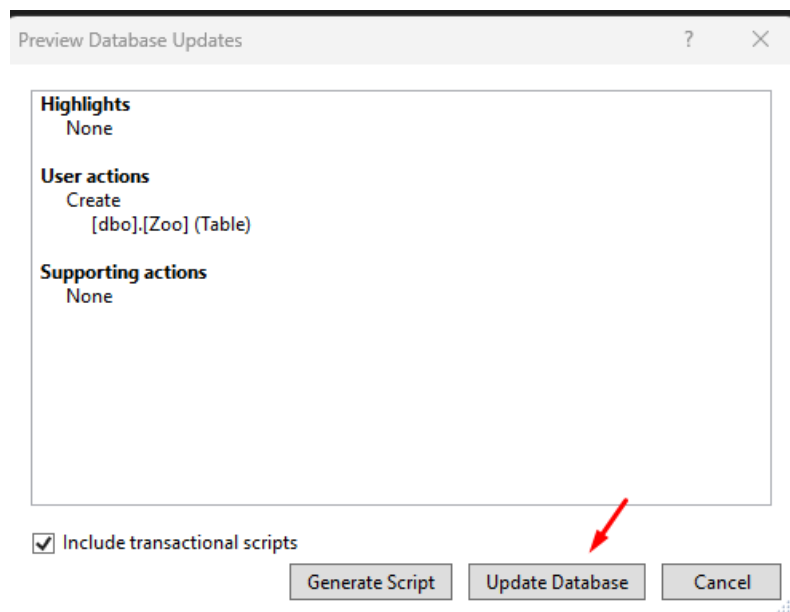 Preview Database Updates ?
Highlights
None
User actions
Create
[dbo].[Zoo] (Table)
Supporting actions
None
Include transactional scripts
Generate Script Update Database Cancel